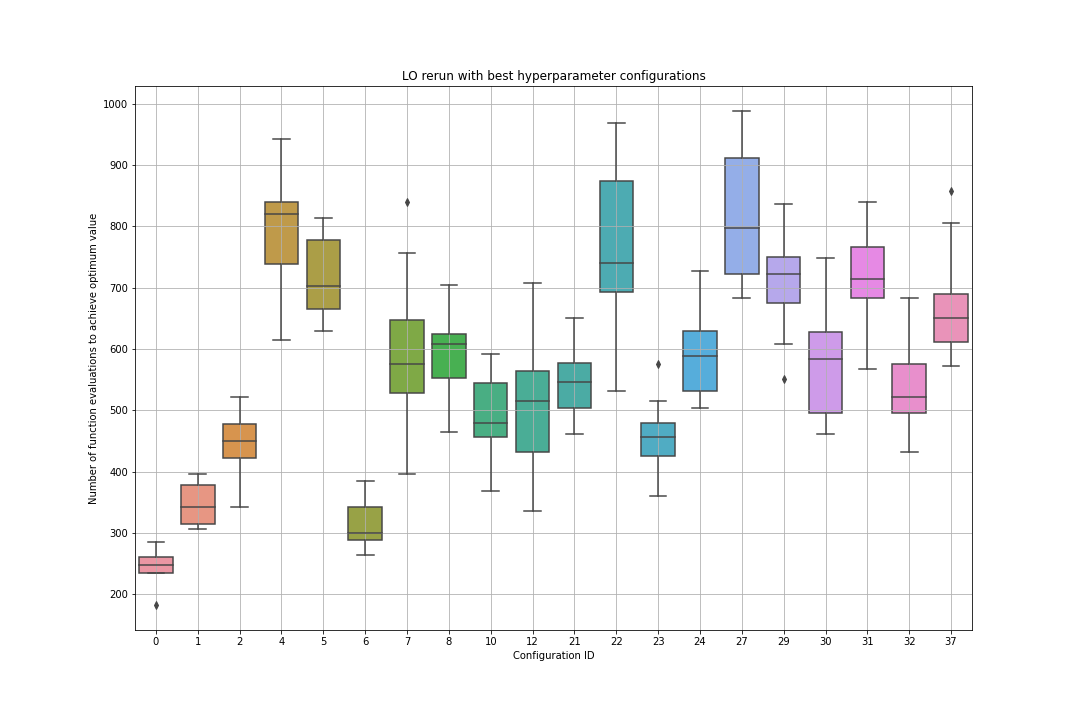 LO rerun with best hyperparameter configurations
Number of function evaluations to achieve optimum value
1000
900
800
700
600
500
400
300
200
0 1 2 4 5 6 7 8 10 12 21 22 23 24 27 29 30 31 32 37
Configuration ID